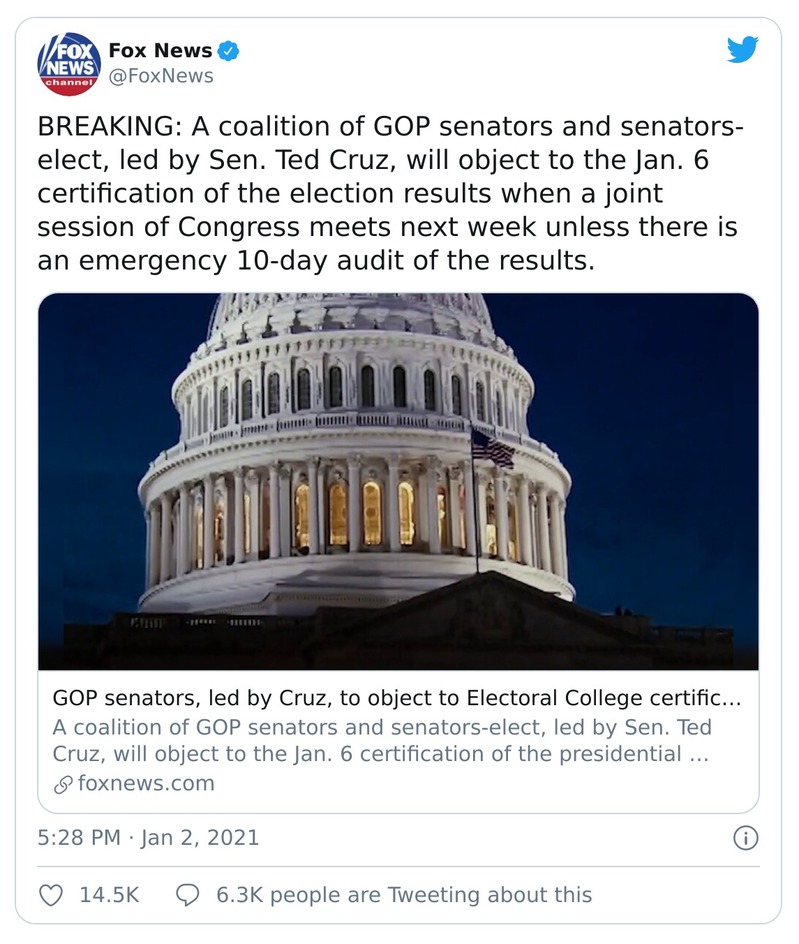 FOX
NEWS
channel
Fox News
@FoxNews
BREAKING: A coalition of GOP senators and senators-
elect, led by Sen. Ted Cruz, will object to the Jan. 6
certification of the election results when a joint
session of Congress meets next week unless there is
an emergency 10-day audit of the results.
GOP senators, led by Cruz, to object to Electoral College certific...
A coalition of GOP senators and senators-elect, led by Sen. Ted
Cruz, will object to the Jan. 6 certification of the presidential ...
foxnews.com
5:28 PM · Jan 2, 2021
14.5K 6.3K people are Tweeting about this